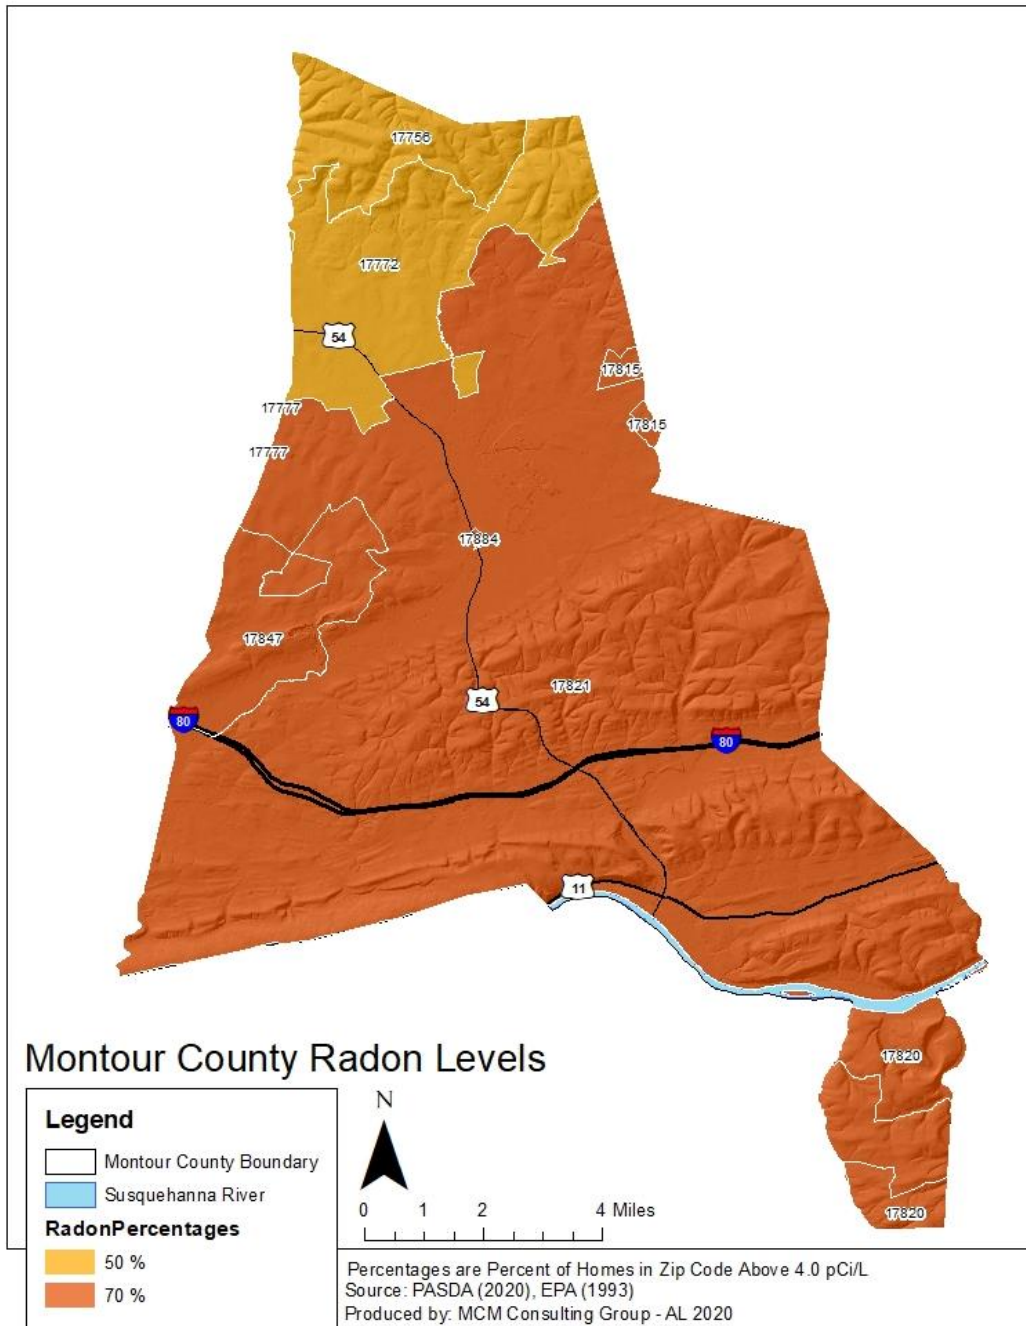 17756
17772
54
17815
17777
17815
17777
17884
17847
17821
54
80
80
11
17820
17820
Montour County Radon Levels
Legend
Montour County Boundary
Susquehanna River
RadonPercentages
50 %
70 %
N
0 1 2 4 Miles
Percentages are Percent of Homes in Zip Code Above 4.0 pCi/L
Source: PASDA (2020), EPA (1993)
Produced by: MCM Consulting Group - AL 2020